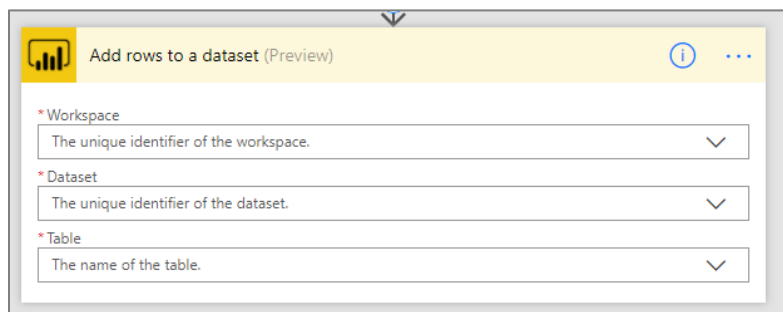 Add rows to a dataset (Preview)
* Workspace
The unique identifier of the workspace.
* Dataset
The unique identifier of the dataset.
* Table
The name of the table.